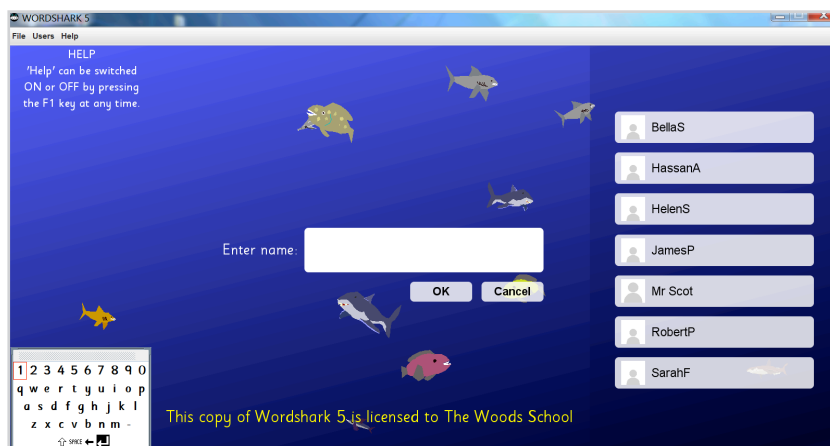 WORDSHARK 5
File Users Help
HELP
'Help' can be switched
ON or OFF by pressing
the F1 key at any time.
BellaS
HassanA
HelenS
Enter name:
JamesP
OK Cancel
Mr Scot
RobertP
SarahF
1 2 3 4 5 6 7 8 9 0
q w e r t y u i o p
a s d f g h j k l
z x c v b n m -
SPACE
This copy of Wordshark 5 is licensed to The Woods School